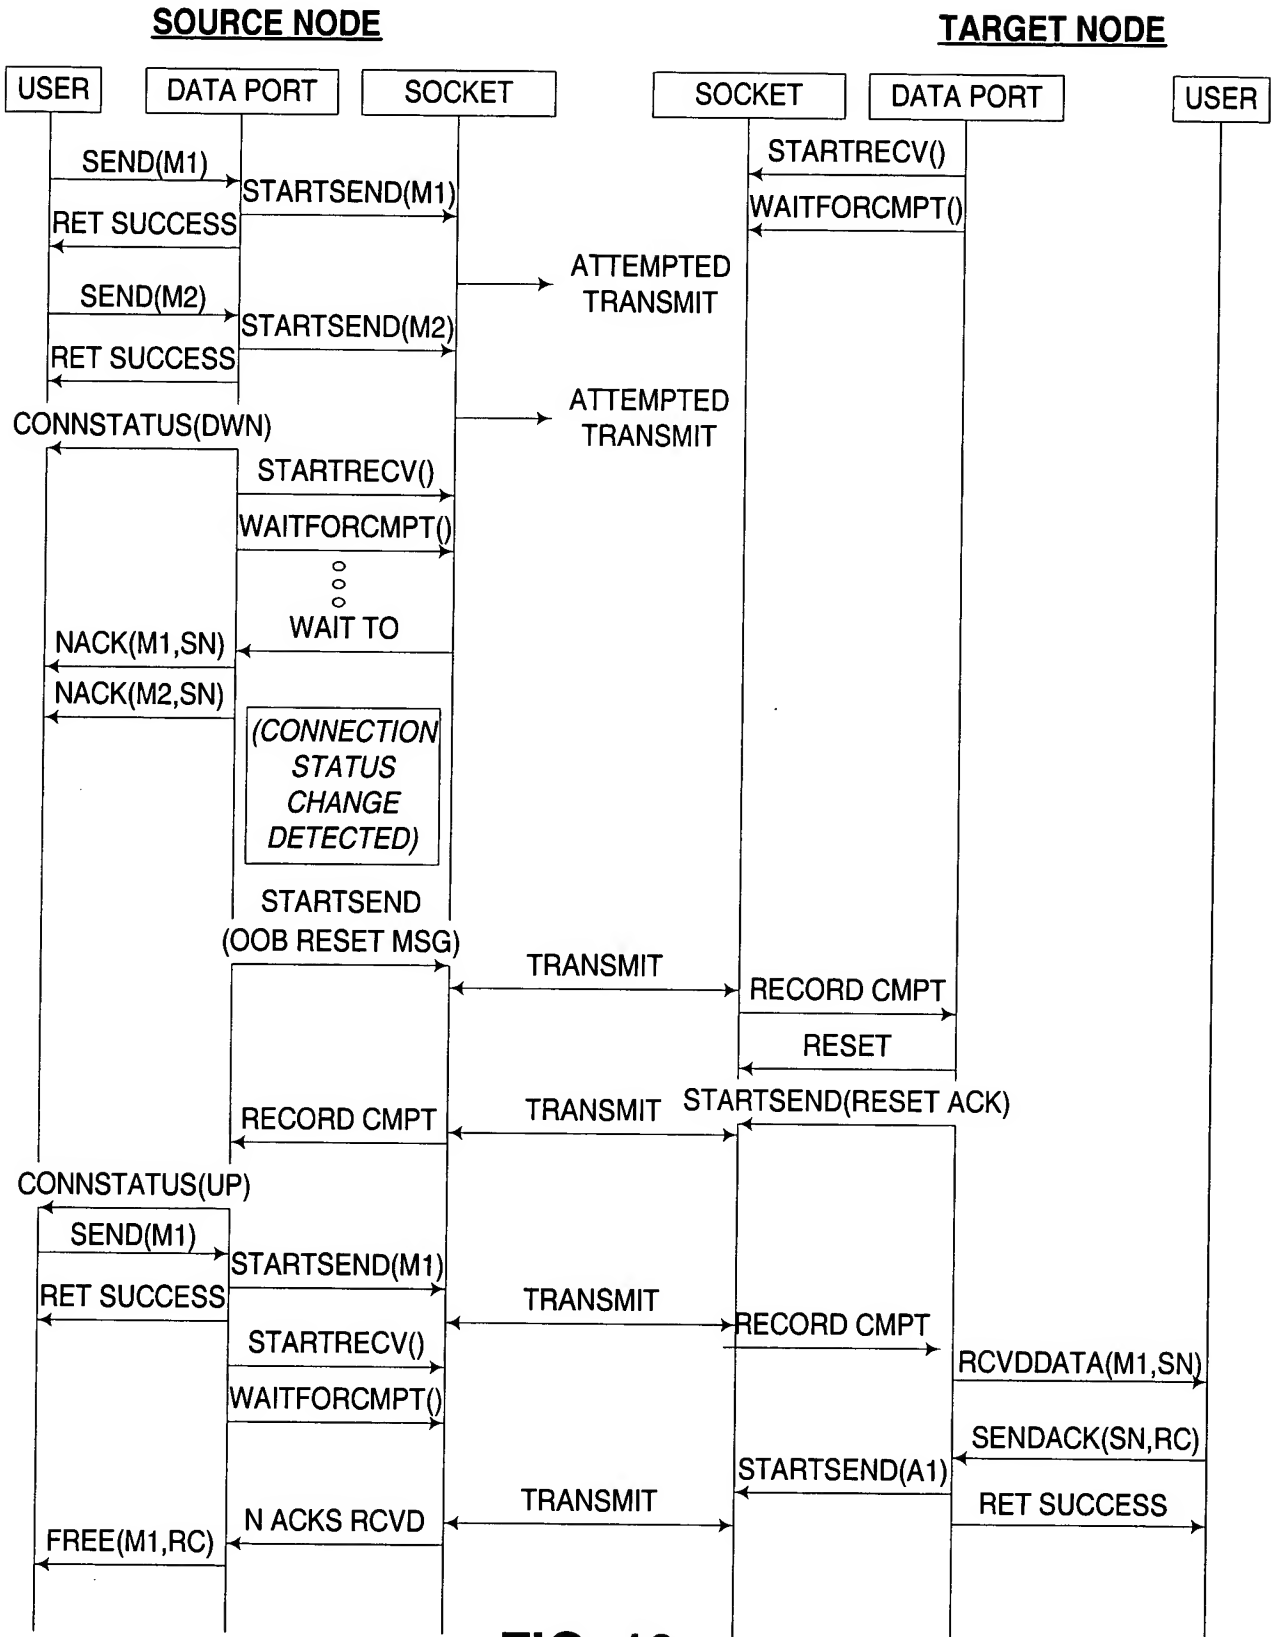 SOURCE NODE
TARGET NODE
USER
DATA PORT
SOCKET
SOCKET
DATA PORT
USER
SEND(M1)
STARTSEND(M1)
RET SUCCESS
STARTRECV()
WAITFORCMPT()
ATTEMPTED
TRANSMIT
SEND(M2)
STARTSEND(M2)
RET SUCCESS
ATTEMPTED
TRANSMIT
CONNSTATUS(DWN)
STARTRECV()
WAITFORCMPT()
WAIT TO
NACK(M1,SN)
NACK(M2,SN)
(CONNECTION
STATUS
CHANGE
DETECTED)
STARTSEND
(OOB RESET MSG)
TRANSMIT
RECORD CMPT
RESET
STARTSEND(RESET ACK)
TRANSMIT
RECORD CMPT
CONNSTATUS(UP)
SEND(M1)
STARTSEND(M1)
RET SUCCESS
TRANSMIT
RECORD CMPT
STARTRECV()
RCVDDATA(M1,SN)
WAITFORCMPT()
SENDACK(SN,RC)
STARTSEND(A1)
TRANSMIT
RET SUCCESS
N ACKS RCVD
FREE(M1,RC)